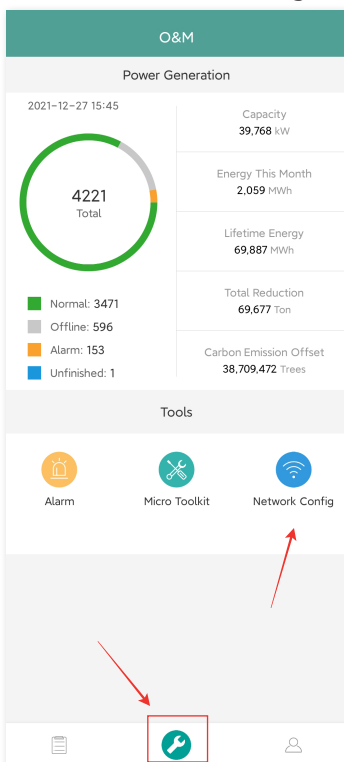 O&M
Power Generation
2021-12-27 15:45
4221
Total
Normal: 3471
Offline: 596
Alarm: 153
Unfinished: 1
Capacity
39,768 kW
Energy This Month
2,059 MWh
Lifetime Energy
69,887 MWh
Total Reduction
69,677 Ton
Carbon Emission Offset
38,709,472 Trees
Tools
Alarm
Micro Toolkit
Network Config